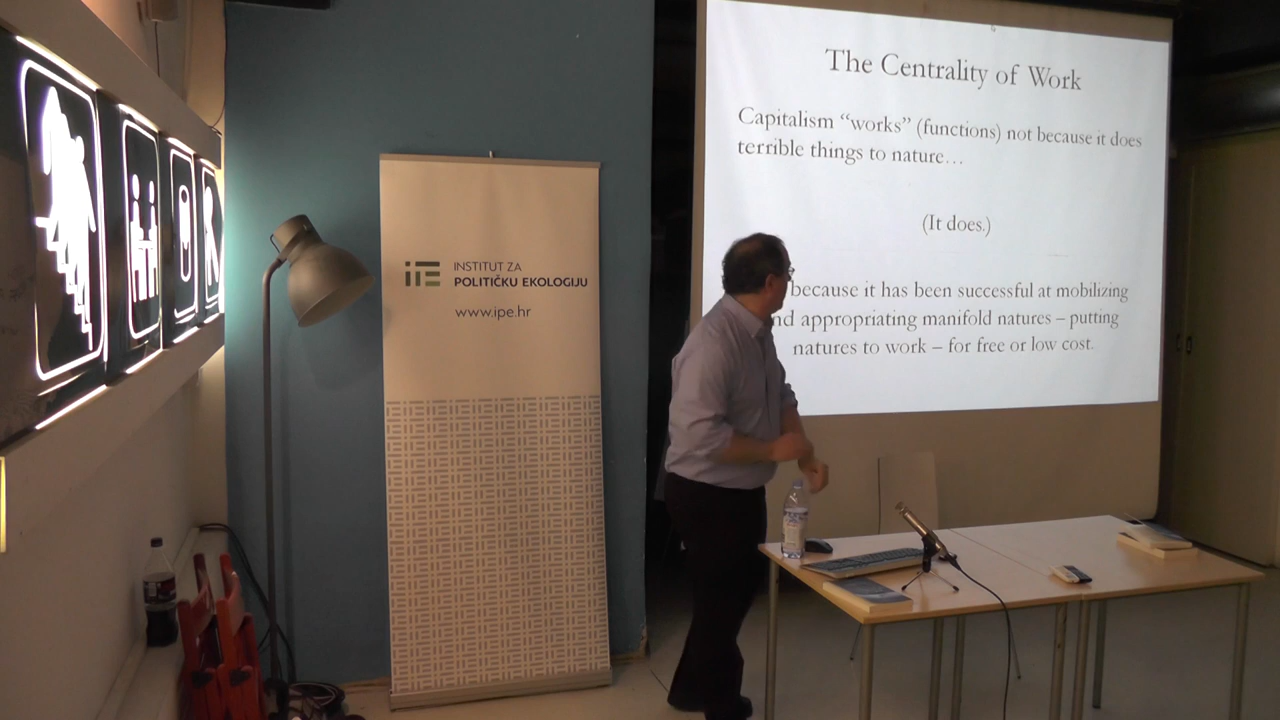 The Centrality of Work
Capitalism “works” (functions) not because it does
terrible things to nature…
(It does.)
because it has been successful at mobilizing
appropriating manifold natures – putting
natures to work – for free or low cost.
INSTITUT ZA
POLITIČKU EKOLOGIJU
www.ipe.hr